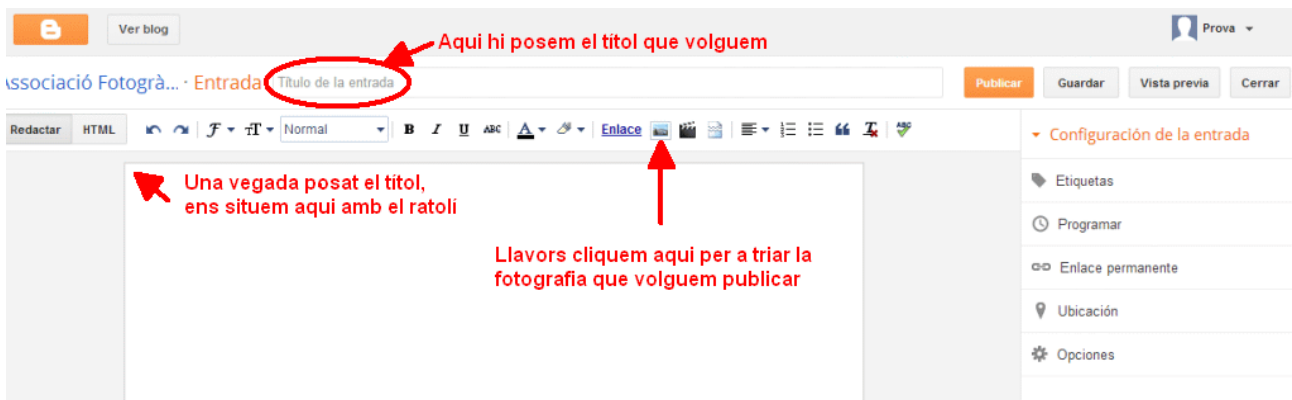 Ver blog
Prova
Aqui hi posem el títol que volguem
Associació Fotogrà... · Entrada
Título de la entrada
Publicar
Guardar
Vista previa
Cerrar
Redactar
HTML
Normal
B I U ABC A Enlace
ABC
Configuración de la entrada
Una vegada posat el títol,
ens situem aqui amb el ratolí
Etiquetas
Programar
Llavors cliquem aqui per a triar la
fotografia que volguem publicar
Enlace permanente
Ubicación
Opciones